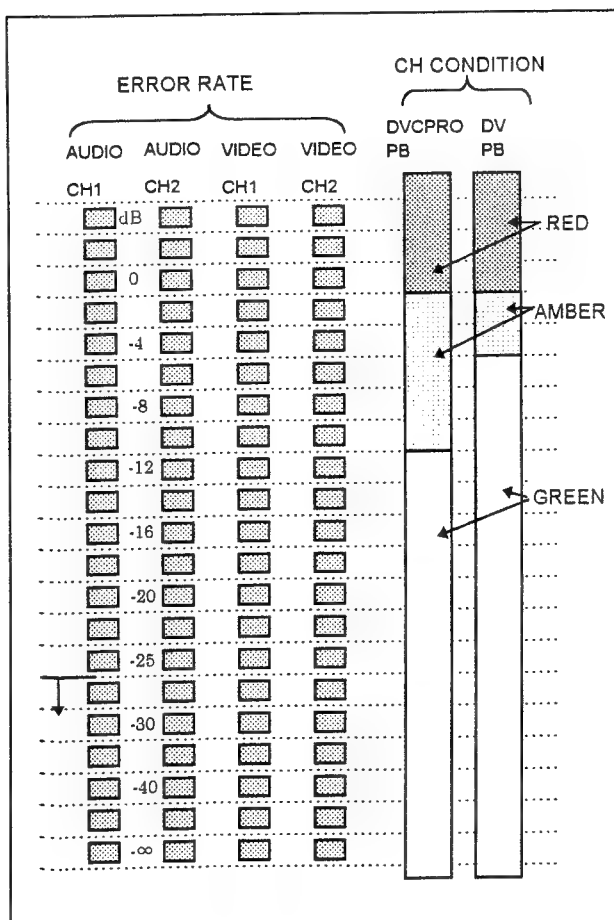 CH CONDITION
ERROR RATE
DVCPRO DV
PB PB
AUDIO AUDIO VIDEO VIDEO
CH1 CH2 CH1 CH2
dB
RED
0
AMBER
-4
-8
-12
GREEN
-16
-20
-25
-30
-40
-∞